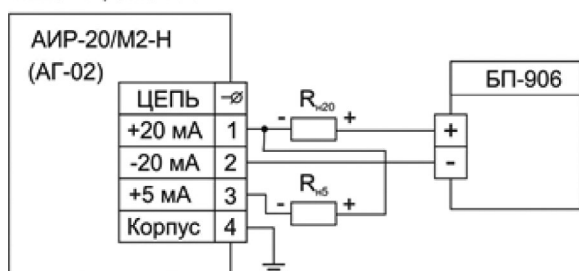 АИР-20/М2-Н
(АГ-02)
ЦЕПЬ
+20 мА 1
-20 мА 2
+5 мА 3
Корпус 4
- Rн20 +
- Rн5 +
БП-906
+
-